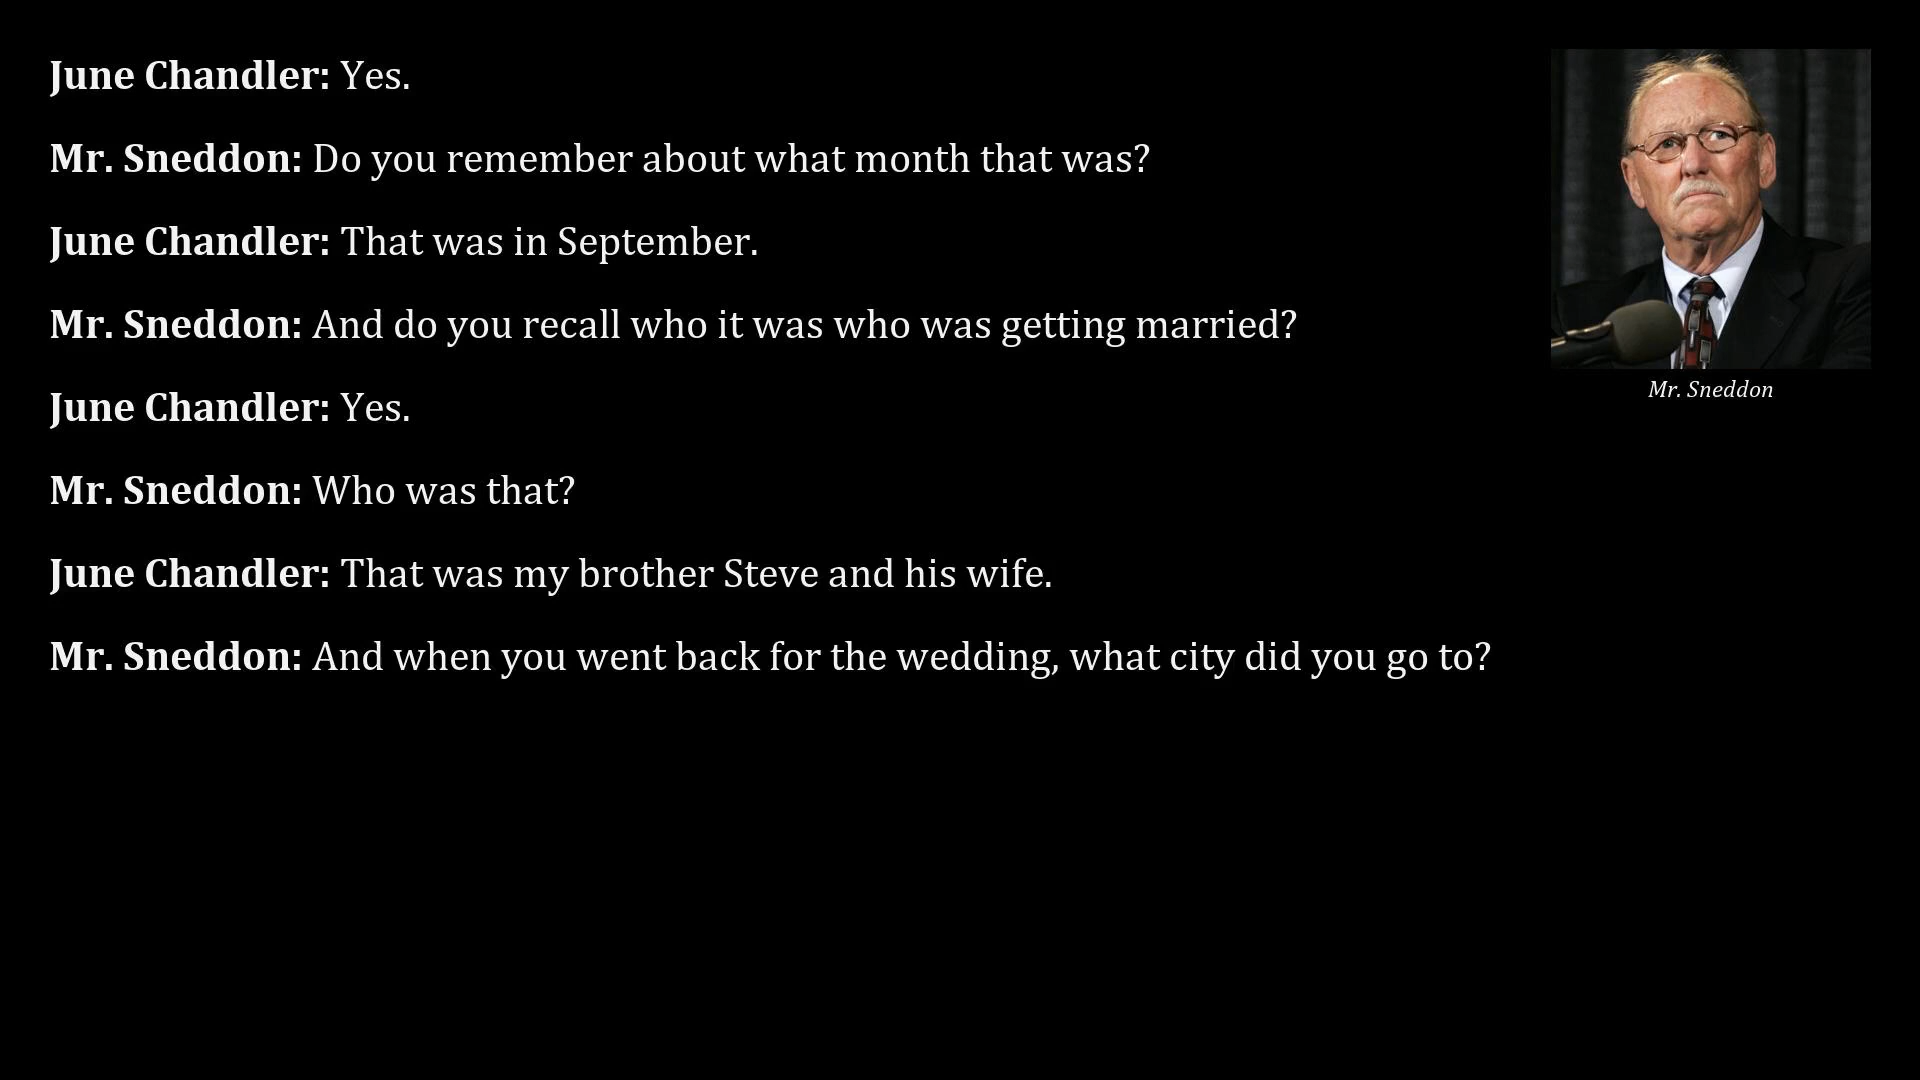 June Chandler: Yes.
Mr. Sneddon: Do you remember about what month that was?
June Chandler: That was in September.
Mr. Sneddon: And do you recall who it was who was getting married?
June Chandler: Yes.
Mr. Sneddon: Who was that?
June Chandler: That was my brother Steve and his wife.
Mr. Sneddon: And when you went back for the wedding, what city did you go to?
Mr. Sneddon